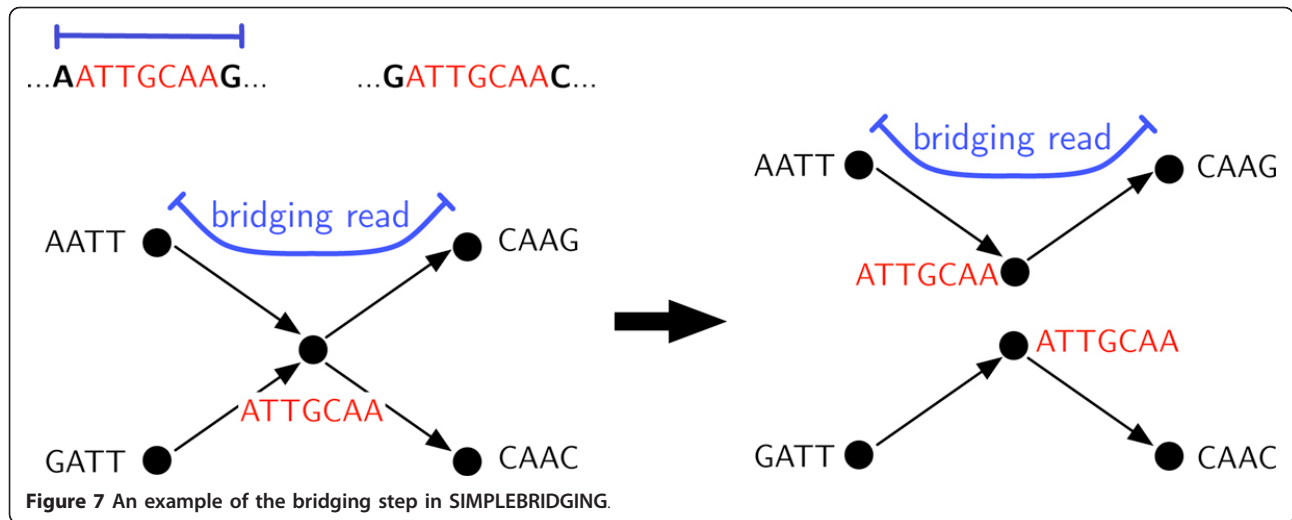 ...AATTGCAAG... ...GATTGCAAC...
bridging read
AATT
CAAG
ATTGCAA
GATT
CAAC
bridging read
AATT
CAAG
ATTGCAA
ATTGCAA
GATT
CAAC
Figure 7 An example of the bridging step in SIMPLEBRIDGING.